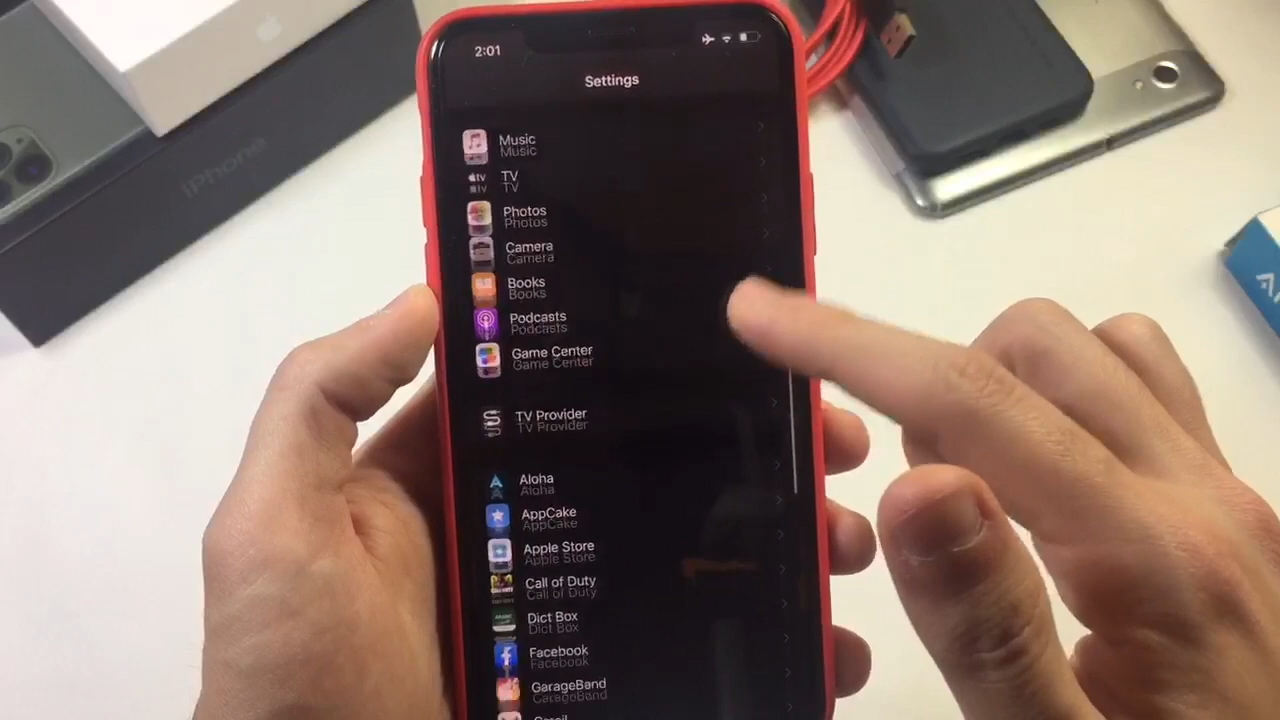 2:01
Settings
Music
Music
TV
TV
Photos
Photos
Camera
Camera
Books
Books
Podcasts
Podcasts
Game Center
Game Center
TV Provider
TV Provider
Aloha
Aloha
AppCake
AppCake
Apple Store
Apple Store
Call of Duty
Call of Duty
Dict Box
Dict Box
Facebook
Facebook
GarageBand
GarageBand
iPhone